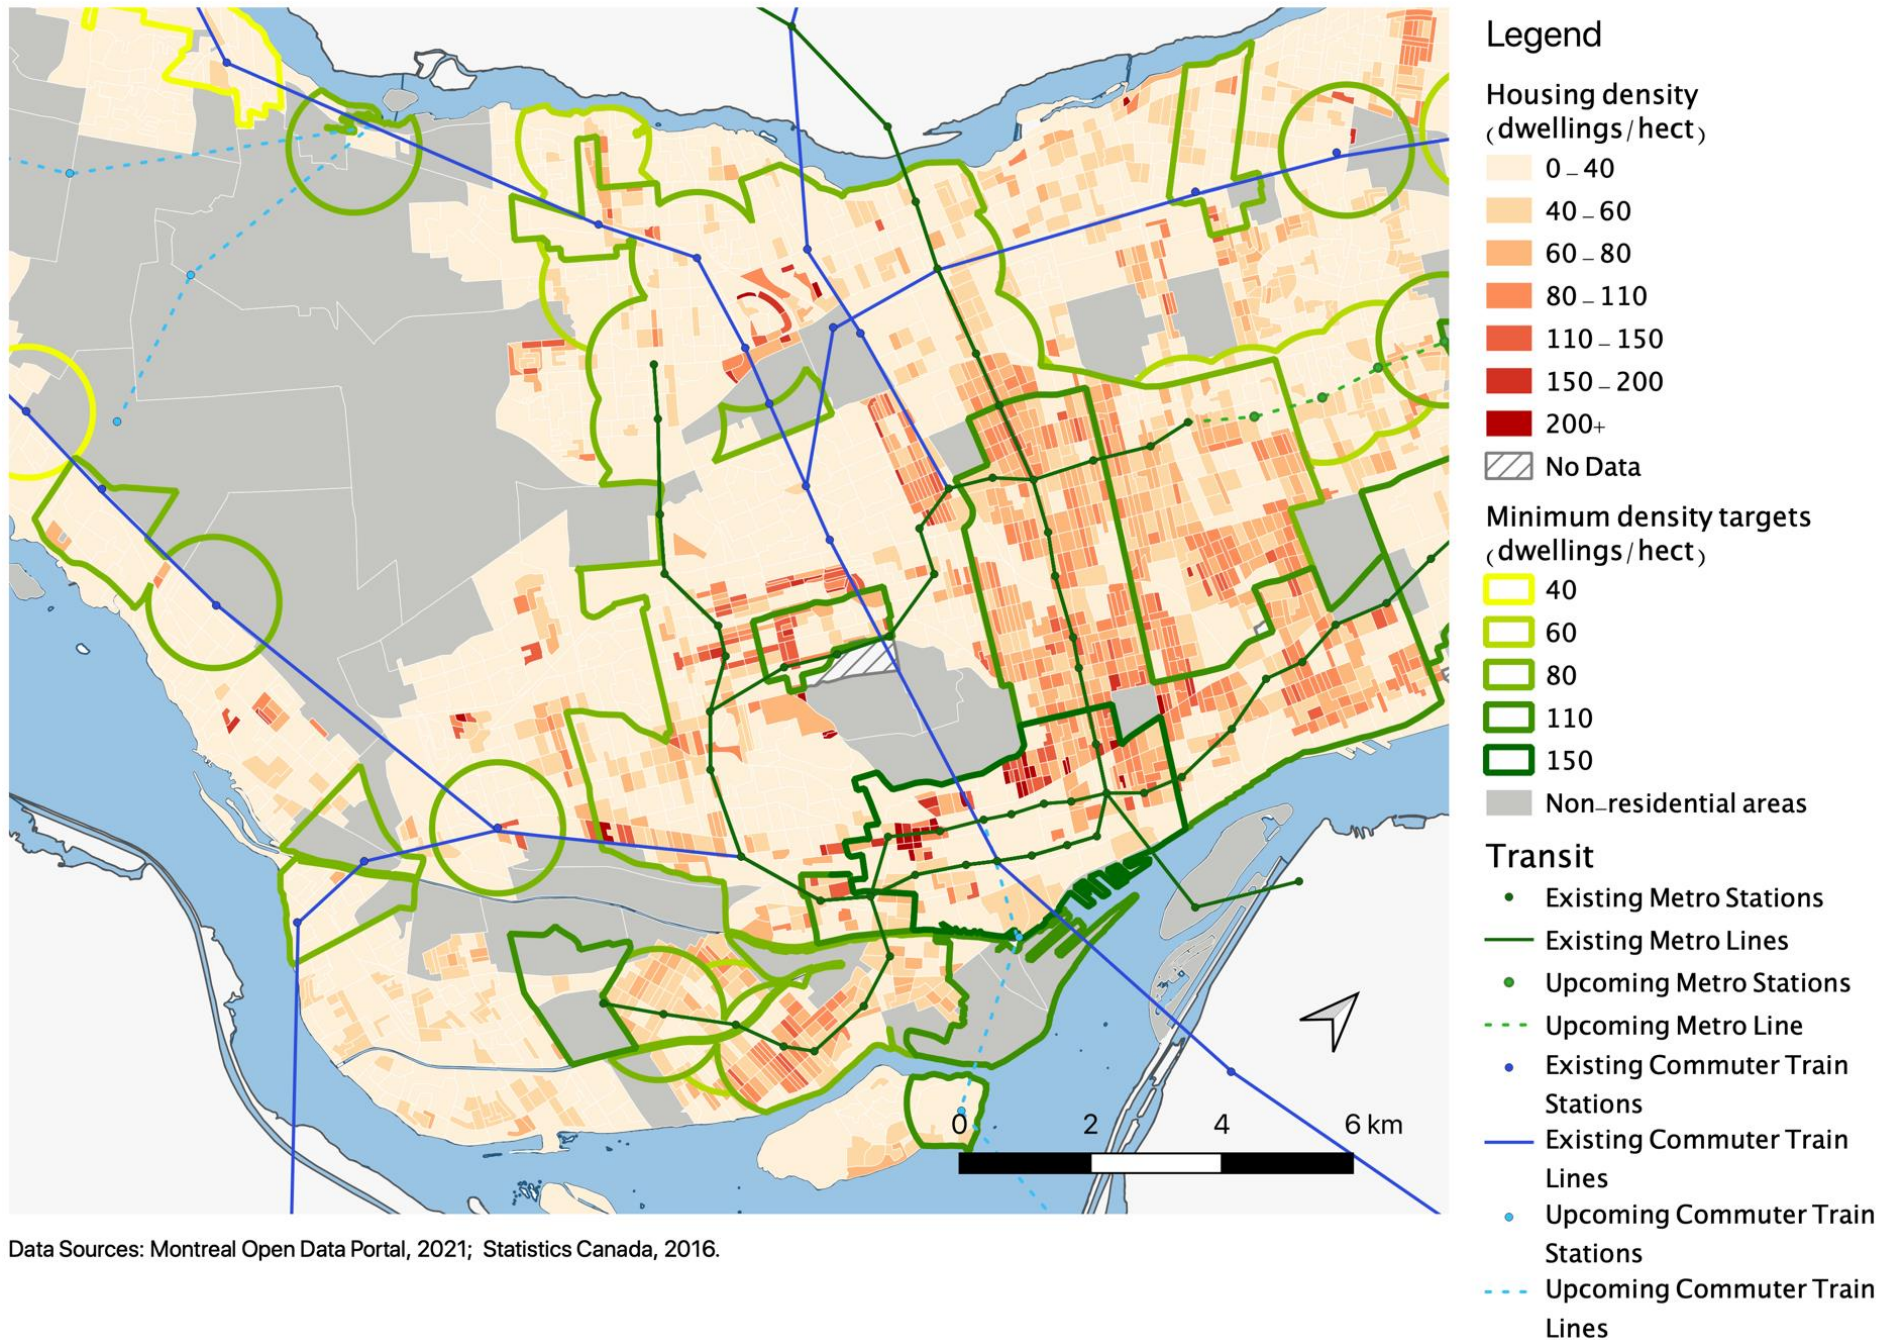 Legend
Housing density
(dwellings/hect)
0–40
40–60
60–80
80–110
110–150
150–200
200+
No Data
Minimum density targets
(dwellings/hect)
40
60
80
110
150
Non–residential areas
Transit
Existing Metro Stations
Existing Metro Lines
Upcoming Metro Stations
Upcoming Metro Line
Existing Commuter Train
Stations
Existing Commuter Train
Lines
Upcoming Commuter Train
Stations
Upcoming Commuter Train
Lines
0 2 4 6 km
Data Sources: Montreal Open Data Portal, 2021; Statistics Canada, 2016.